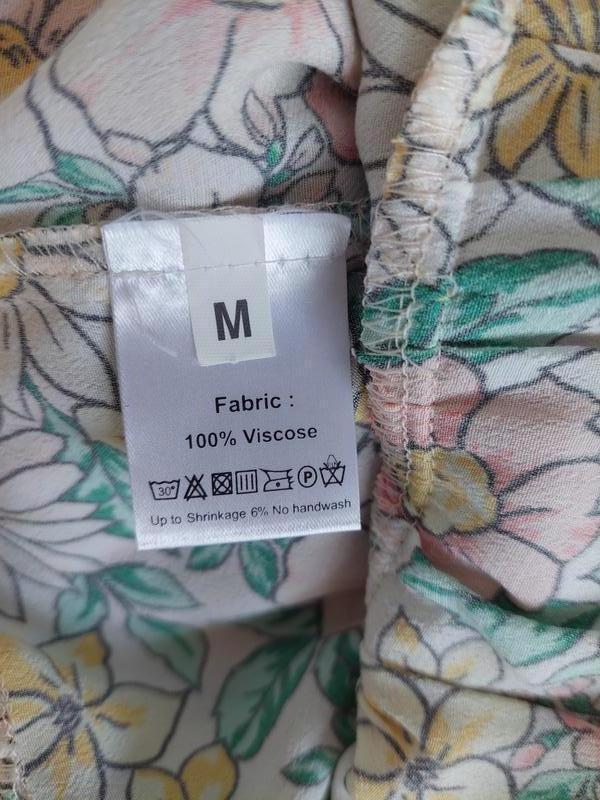 M
Fabric :
100% Viscose
30° P
Up to Shrinkage 6% No handwash